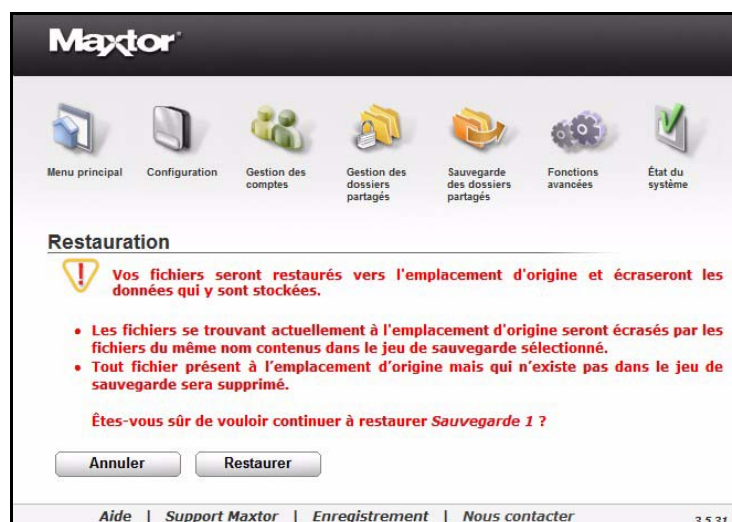 Maxtor
Menu principal
Configuration
Gestion des
comptes
Gestion des
dossiers
partagés
Sauvegarde
des dossiers
partagés
Fonctions
avancées
État du
système
Restauration
Vos fichiers seront restaurés vers l'emplacement d'origine et écraseront les
données qui y sont stockées.
• Les fichiers se trouvant actuellement à l'emplacement d'origine seront écrasés par les
fichiers du même nom contenus dans le jeu de sauvegarde sélectionné.
• Tout fichier présent à l’emplacement d’origine mais qui n’existe pas dans le jeu de
sauvegarde sera supprimé.
Êtes-vous sûr de vouloir continuer à restaurer Sauvegarde 1 ?
Annuler Restaurer
Aide | Support Maxtor | Enregistrement | Nous contacter 3.5.31